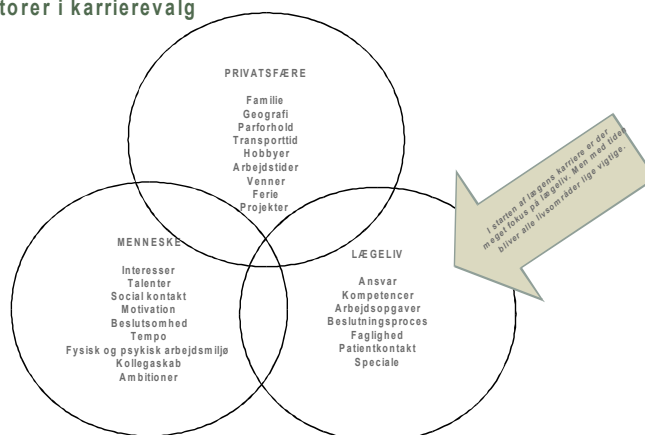 torer i karrierevalg
PRIVATSFÆRE
Familie
Geografi
Parforhold
Transporttid
Hobbyer
Arbejdstider
Venner
Ferie
Projekter
MENNESKE
Interesser
Talenter
Social kontakt
Motivation
Beslutsomhed
Tempo
Fysisk og psykisk arbejdsmiljø
Kollegaskab
Ambitioner
LÆGELIV
Ansvar
Kompetencer
Arbejdsopgaver
Beslutningsproces
Faglighed
Patientkontakt
Speciale
I starten af lægens karriere er der
meget fokus på lægeliv. Men med tiden
bliver alle livsområder lige vigtige.